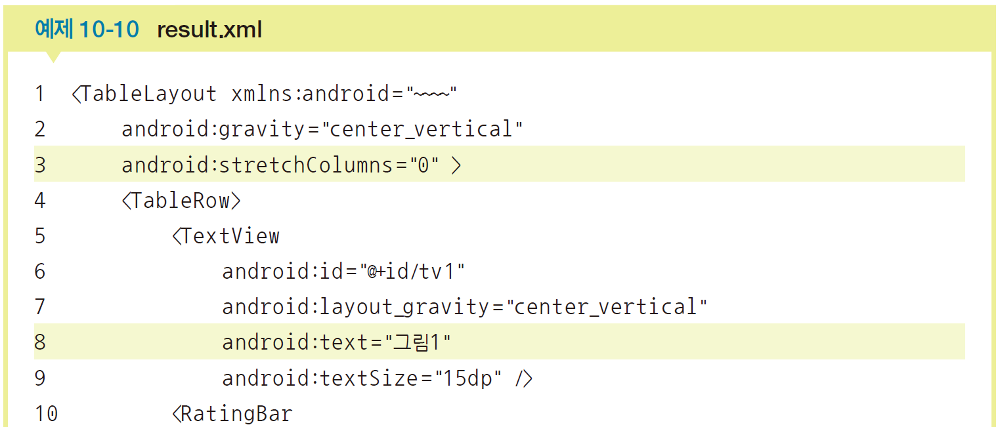 예제 10-10 result.xml
1 <TableLayout xmlns:android="~~~~"
2 android:gravity="center_vertical"
3 android:stretchColumns="0" >
4 <TableRow>
5 <TextView
6 android:id="@+id/tv1"
7 android:layout_gravity="center_vertical"
8 android:text="그림1"
9 android:textSize="15dp" />
10 <RatingBar